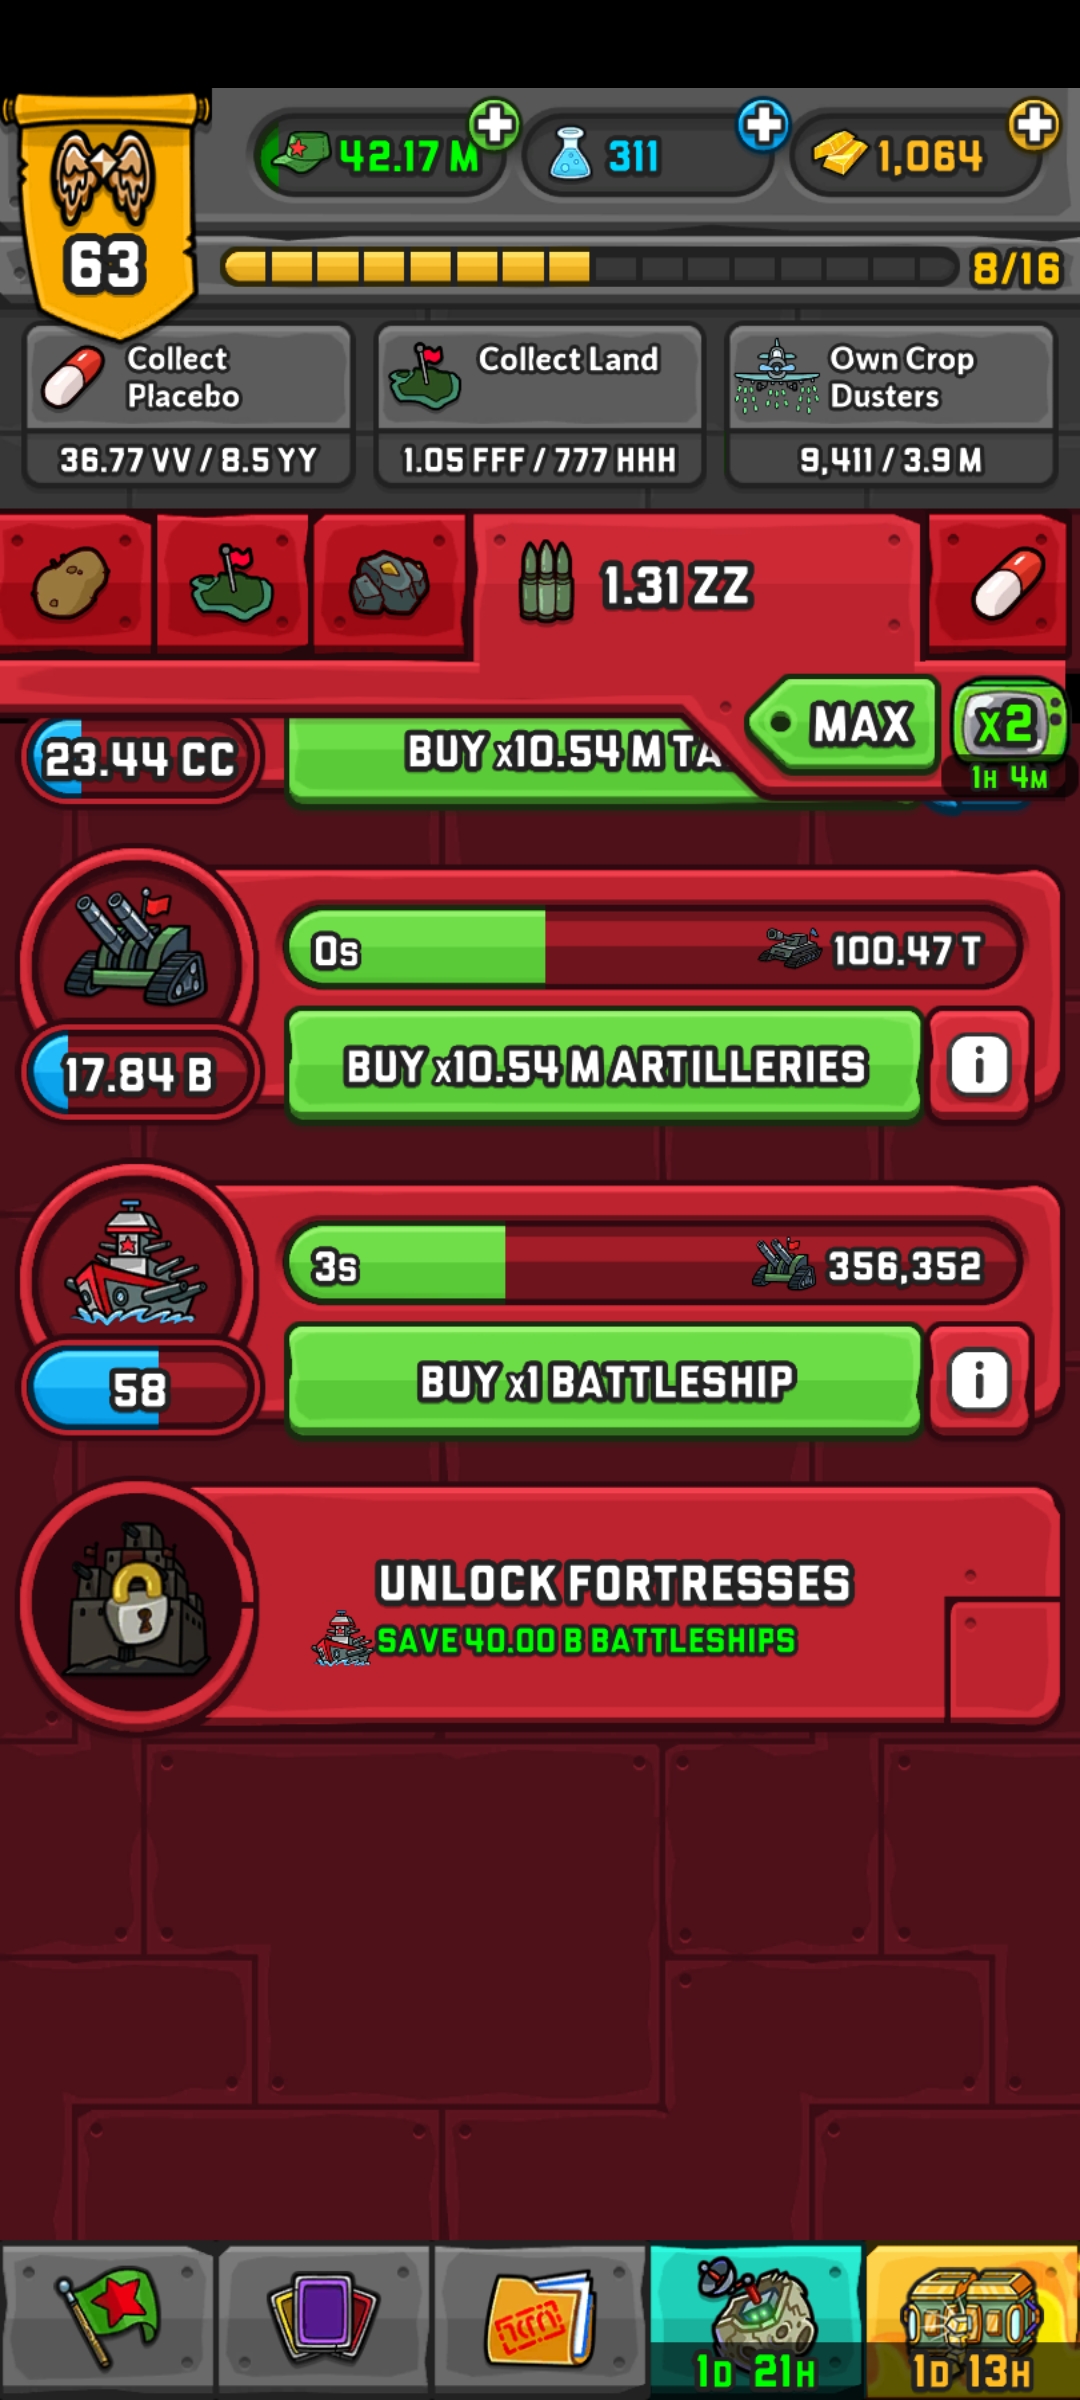 42.17 M
311
1,064
63
8/16
Collect
Placebo
36.77 VV / 8.5 YY
Collect Land
1.05 FFF / 777 HHH
Own Crop
Dusters
9,411 / 3.9 M
1.31 ZZ
MAX
x2
1H 4M
23.44 CC
BUY x10.54 M TA
0s
100.47 T
17.84 B
BUY x10.54 M ARTILLERIES
i
3s
356,352
58
BUY x1 BATTLESHIP
i
UNLOCK FORTRESSES
SAVE 40.00 B BATTLESHIPS
1D 21H
1D 13H